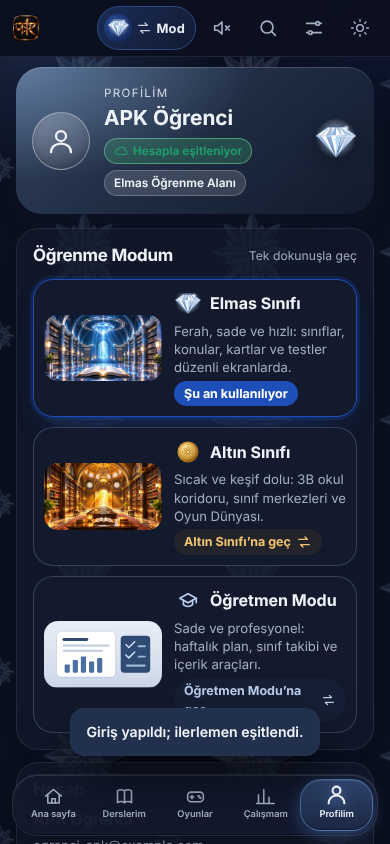 Mod
PROFİLİM
APK Öğrenci
Hesapla eşitleniyor
Elmas Öğrenme Alanı
Öğrenme Modum
Tek dokunuşla geç
Elmas Sınıfı
Ferah, sade ve hızlı: sınıflar,
konular, kartlar ve testler
düzenli ekranlarda.
Şu an kullanılıyor
Altın Sınıfı
Sıcak ve keşif dolu: 3B okul
koridoru, sınıf merkezleri ve
Oyun Dünyası.
Altın Sınıfı’na geç
Öğretmen Modu
Sade ve profesyonel:
haftalık plan, sınıf takibi ve
içerik araçları.
Öğretmen Modu’na
Giriş yapıldı; ilerlemen eşitlendi.
Hesap
Ana sayfa
Derslerim
Oyunlar
Çalışmam
Profilim